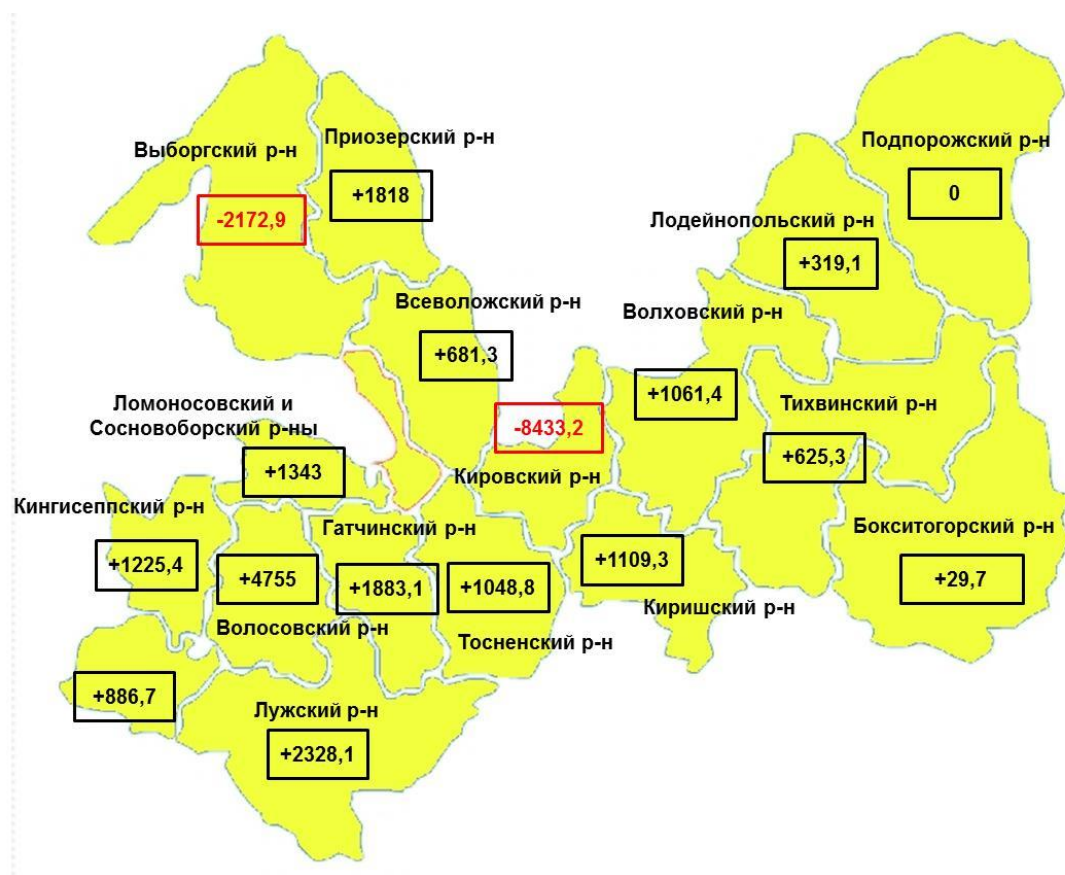 Выборгский р-н
-2172,9
Приозерский р-н
+1818
Подпорожский р-н
0
Лодейнопольский р-н
+319,1
Всеволожский р-н
+681,3
Волховский р-н
+1061,4
Ломоносовский и
Сосновоборский р-ны
+1343
-8433,2
Кировский р-н
Тихвинский р-н
+625,3
Кингисеппский р-н
+1225,4
+4755
Волосовский р-н
Гатчинский р-н
+1883,1
+1048,8
Тосненский р-н
+1109,3
Киришский р-н
Бокситогорский р-н
+29,7
+886,7
Лужский р-н
+2328,1